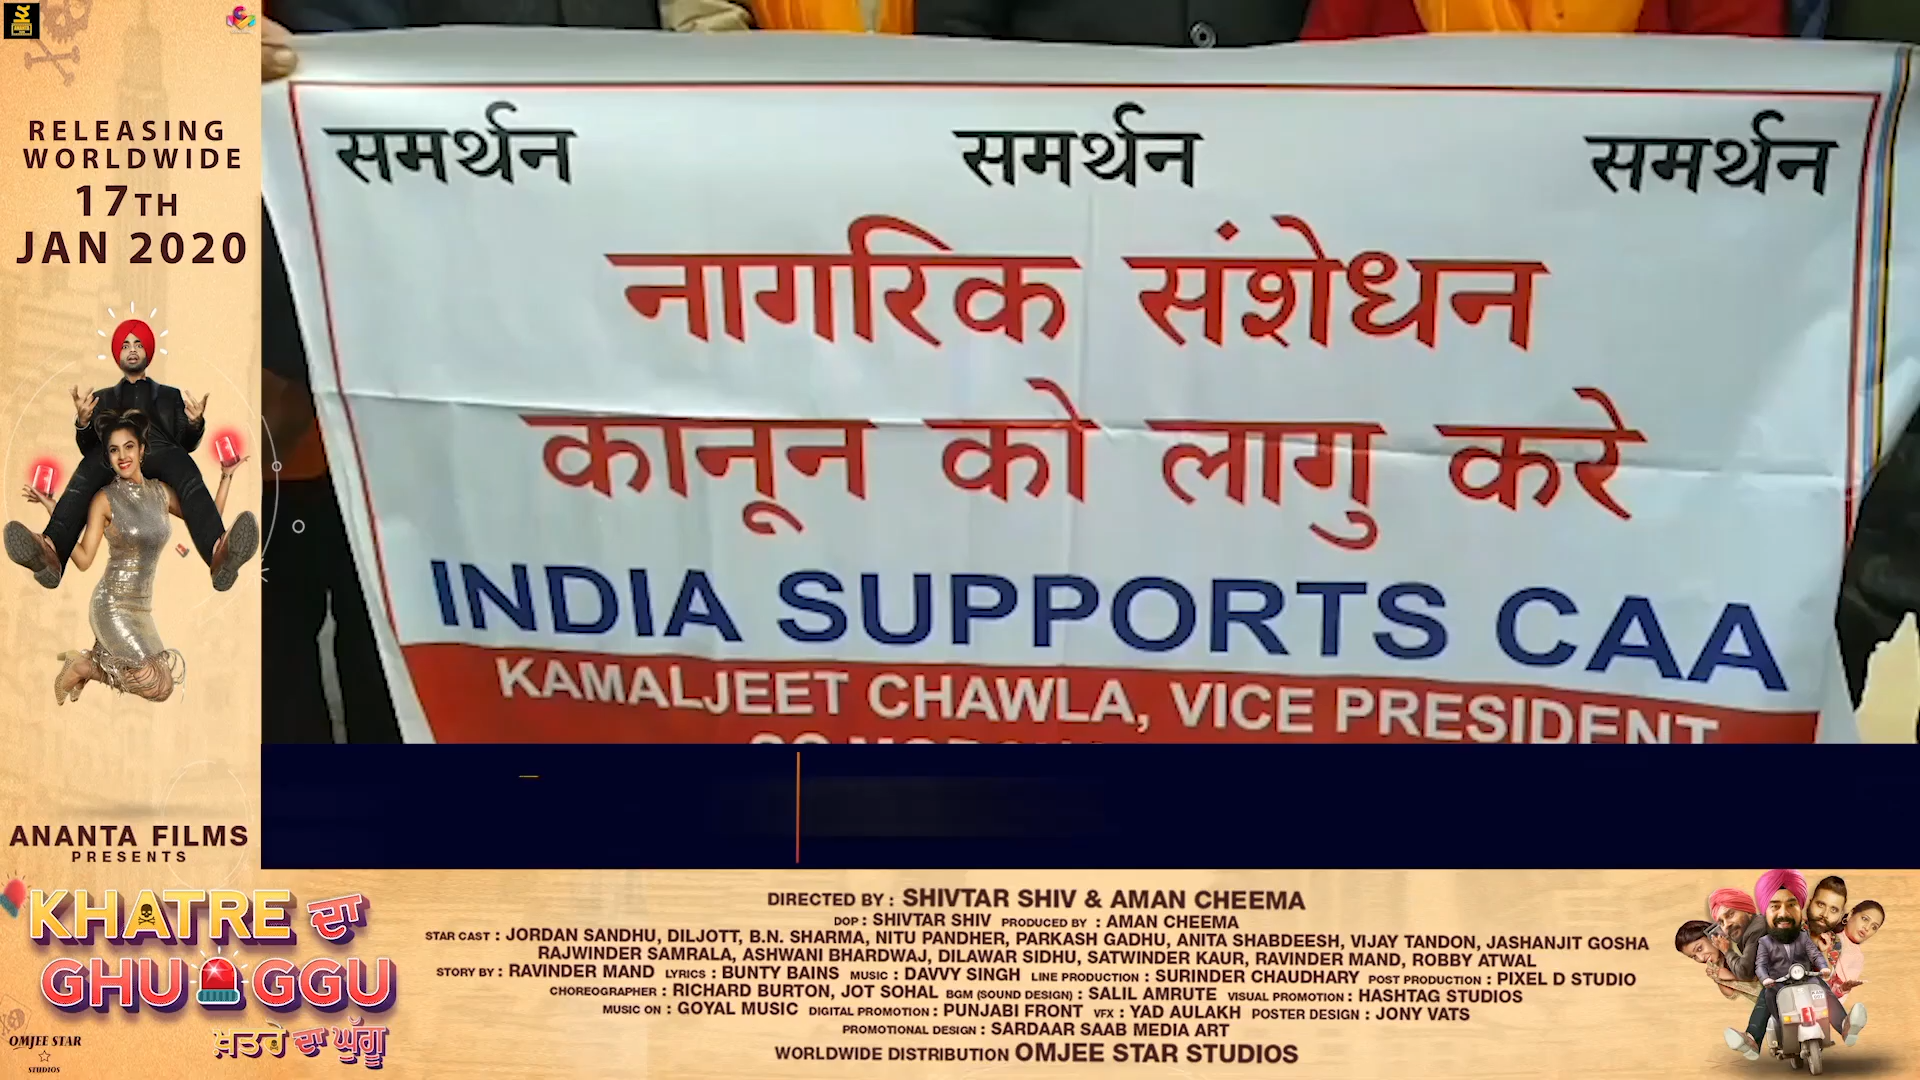 RELEASING
WORLDWIDE
17TH
JAN 2020
समर्थन समर्थन समर्थन
नागरिक संशेधन
कानून को लागु करे
INDIA SUPPORTS CAA
KAMALJEET CHAWLA, VICE PRESIDENT
ANANTA FILMS
PRESENTS
KHATRE ਦਾ
GHU GGU
ਖ਼ਤਰੇ ਦਾ ਘੁੱਗੂ
OMJEE STAR
STUDIOS
DIRECTED BY : SHIVTAR SHIV & AMAN CHEEMA
DOP : SHIVTAR SHIV PRODUCED BY : AMAN CHEEMA
STAR CAST : JORDAN SANDHU, DILJOTT, B.N. SHARMA, NITU PANDHER, PARKASH GADHU, ANITA SHABDEESH, VIJAY TANDON, JASHANJIT GOSHA
RAJWINDER SAMRALA, ASHWANI BHARDWAJ, DILAWAR SIDHU, SATWINDER KAUR, RAVINDER MAND, ROBBY ATWAL
STORY BY : RAVINDER MAND LYRICS : BUNTY BAINS MUSIC : DAVVY SINGH LINE PRODUCTION : SURINDER CHAUDHARY POST PRODUCTION : PIXEL D STUDIO
CHOREOGRAPHER : RICHARD BURTON, JOT SOHAL BGM (SOUND DESIGN) : SALIL AMRUTE VISUAL PROMOTION : HASHTAG STUDIOS
MUSIC ON : GOYAL MUSIC DIGITAL PROMOTION : PUNJABI FRONT VFX : YAD AULAKH POSTER DESIGN : JONY VATS
PROMOTIONAL DESIGN : SARDAAR SAAB MEDIA ART
WORLDWIDE DISTRIBUTION OMJEE STAR STUDIOS